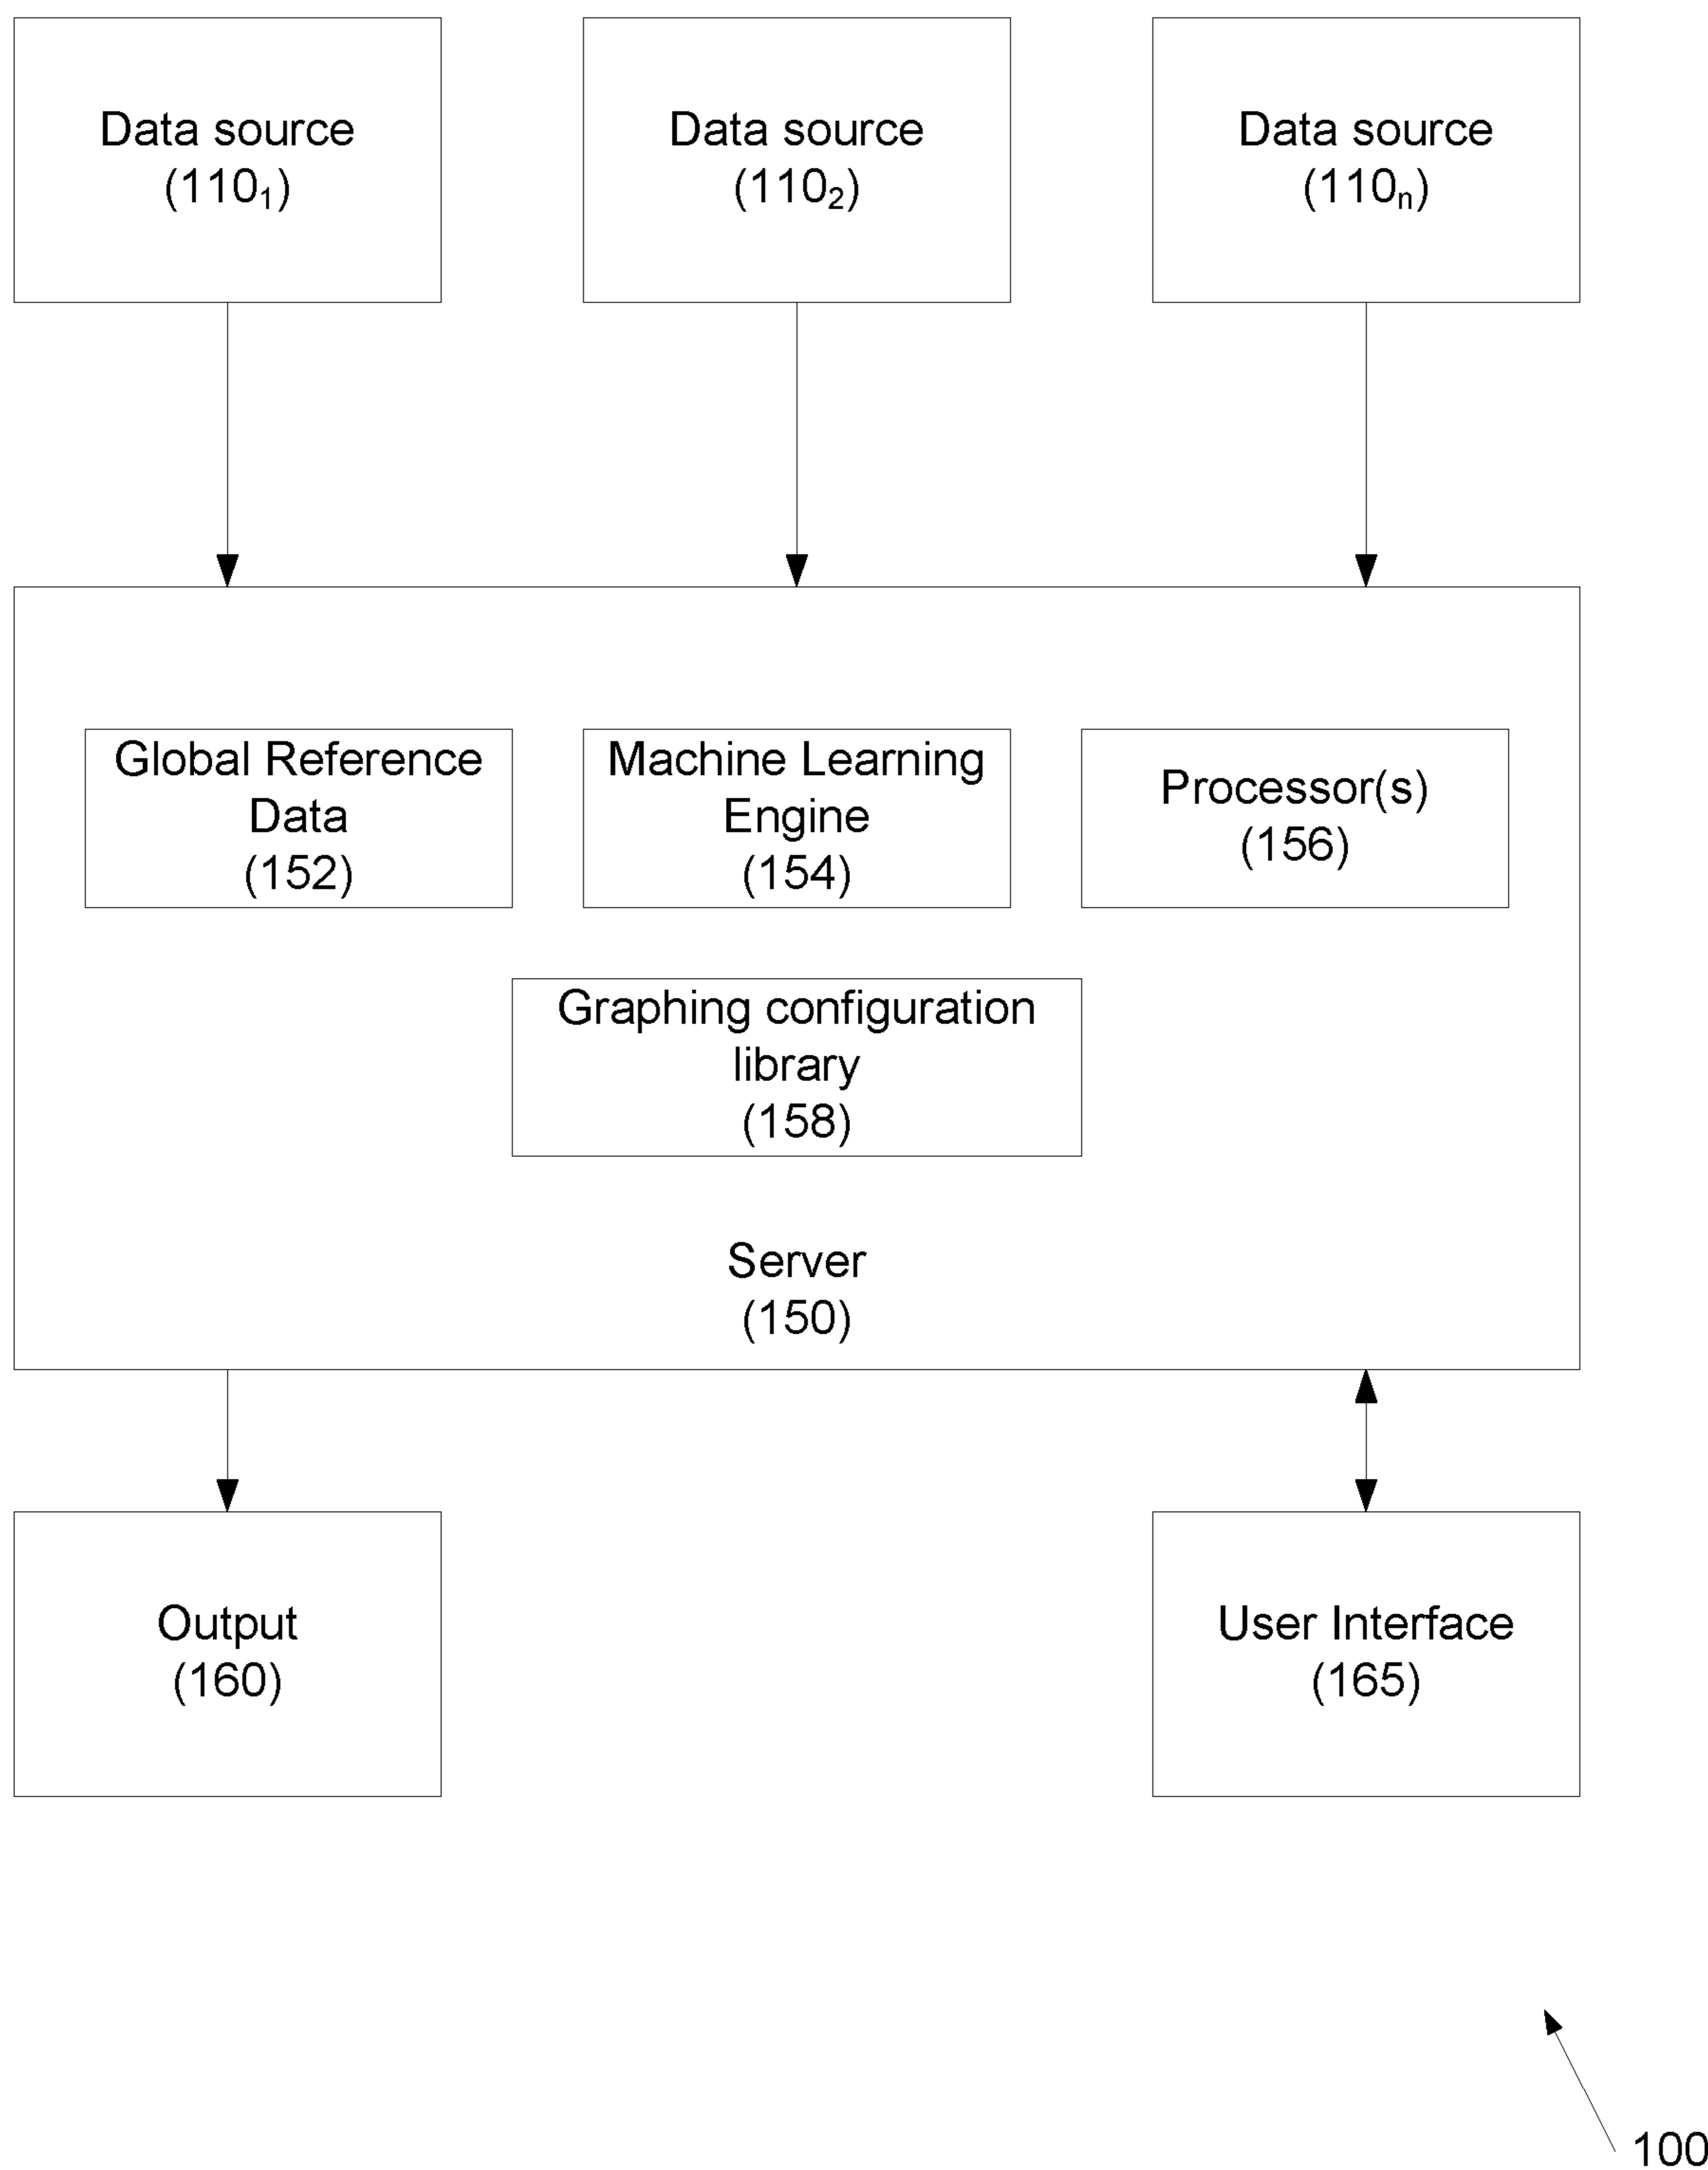 Data source
(110₁)
Data source
(110₂)
Data source
(110ₙ)
Global Reference
Data
(152)
Machine Learning
Engine
(154)
Processor(s)
(156)
Graphing configuration
library
(158)
Server
(150)
Output
(160)
User Interface
(165)
100